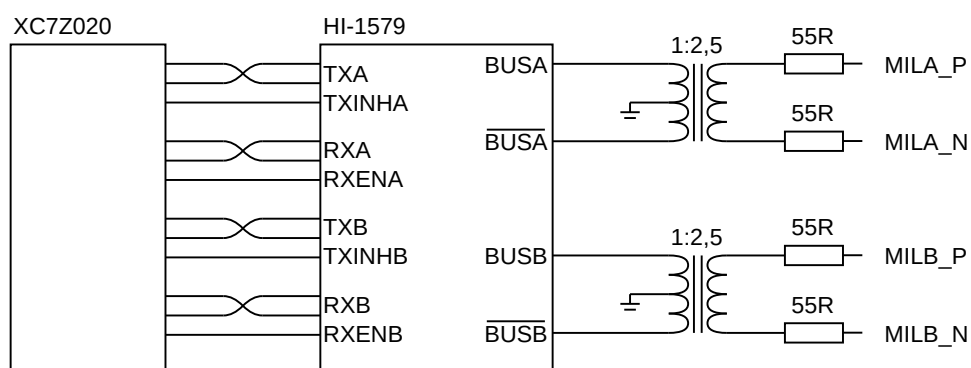 XC7Z020
HI-1579
1:2,5
55R
BUSA
MILA_P
TXA
TXINHA
55R
BUSA
MILA_N
RXA
RXENA
TXB
TXINHB
1:2,5
55R
BUSB
MILB_P
RXB
55R
RXENB
BUSB
MILB_N